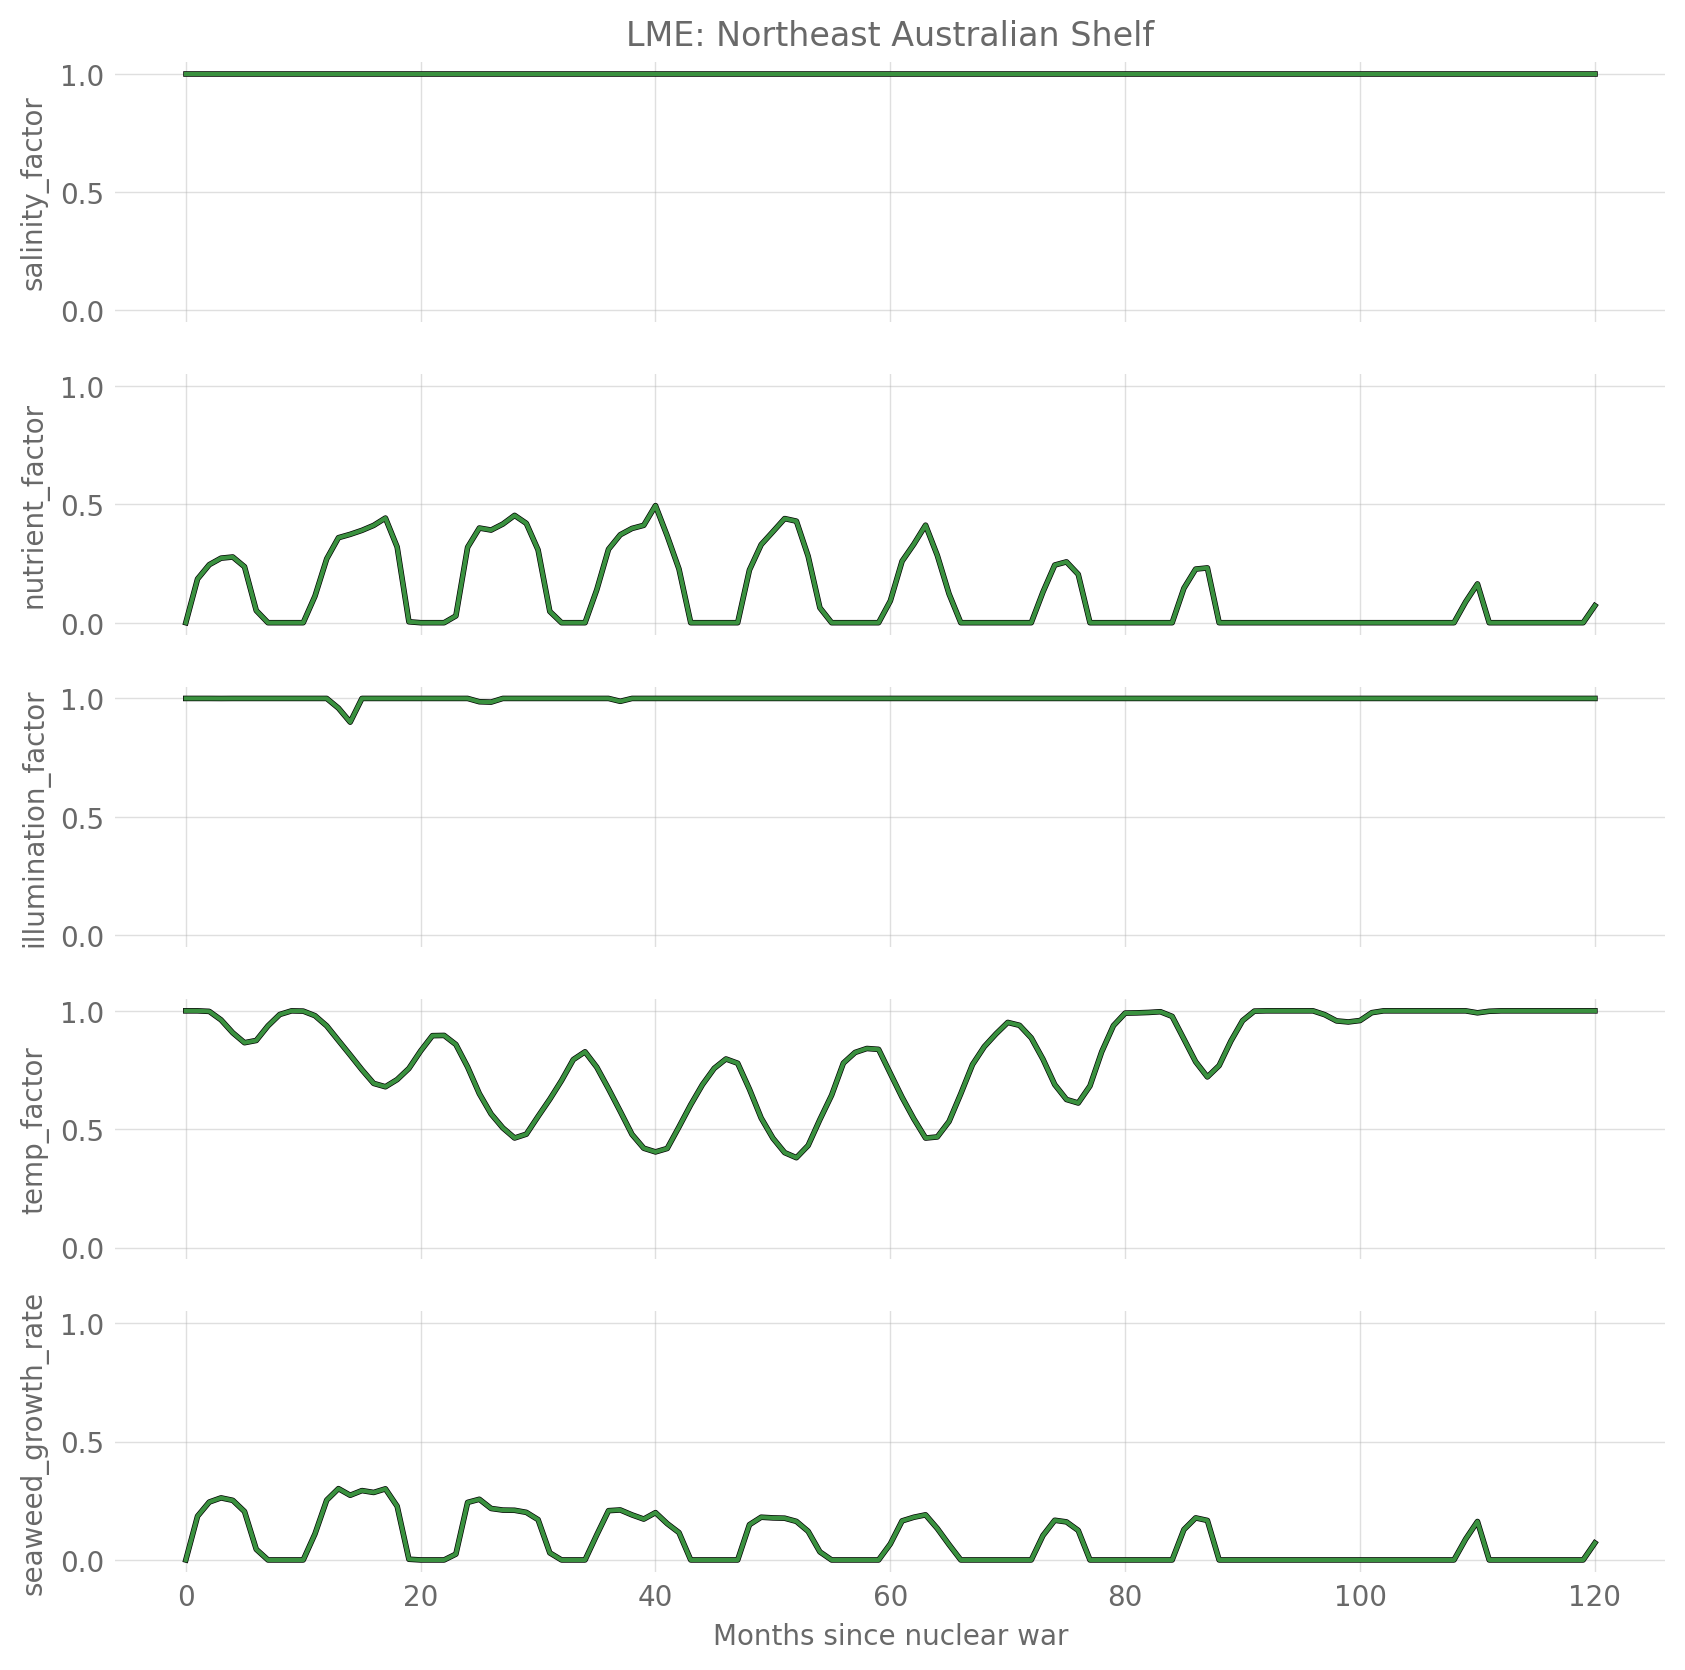 LME: Northeast Australian Shelf
1.0
0.5
0.0
salinity_factor
1.0
0.5
0.0
nutrient_factor
1.0
0.5
0.0
illumination_factor
1.0
0.5
0.0
temp_factor
1.0
0.5
0.0
seaweed_growth_rate
0 20 40 60 80 100 120
Months since nuclear war